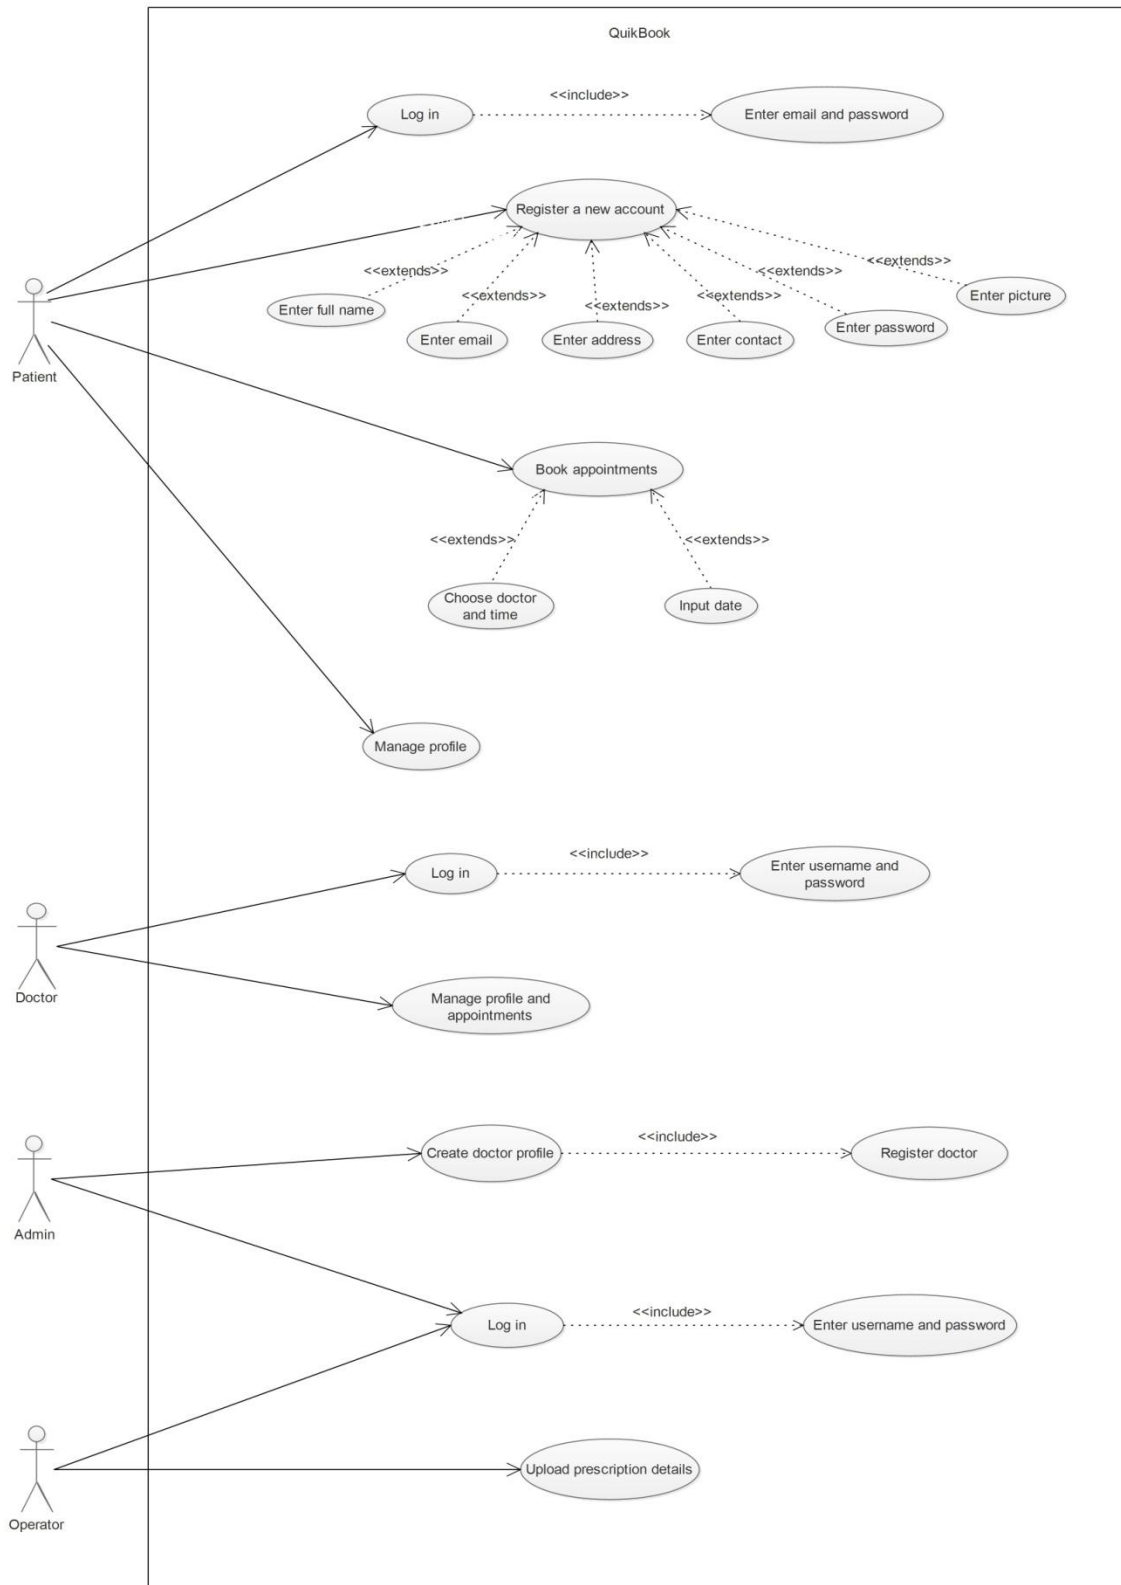 QuikBook
<<include>>
Log in
Enter email and password
Register a new account
<<extends>>
<<extends>>
<<extends>>
<<extends>>
<<extends>>
<<extends>>
Enter full name
Enter email
Enter address
Enter contact
Enter password
Enter picture
Patient
Book appointments
<<extends>>
<<extends>>
Choose doctor
and time
Input date
Manage profile
<<include>>
Log in
Enter username and
password
Doctor
Manage profile and
appointments
Create doctor profile
<<include>>
Register doctor
Admin
Log in
<<include>>
Enter username and password
Upload prescription details
Operator